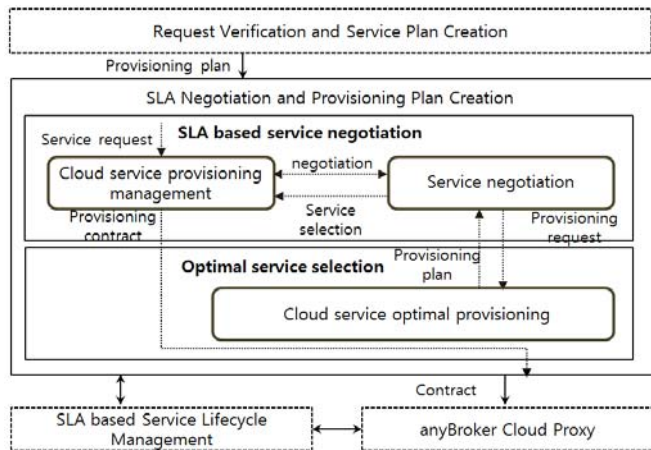 Request Verification and Service Plan Creation
Provisioning plan
SLA Negotiation and Provisioning Plan Creation
SLA based service negotiation
Service request
Cloud service provisioning
management
negotiation
Service negotiation
Service
selection
Provisioning
contract
Provisioning
request
Optimal service selection
Provisioning
plan
Cloud service optimal provisioning
Contract
SLA based Service Lifecycle
Management
anyBroker Cloud Proxy